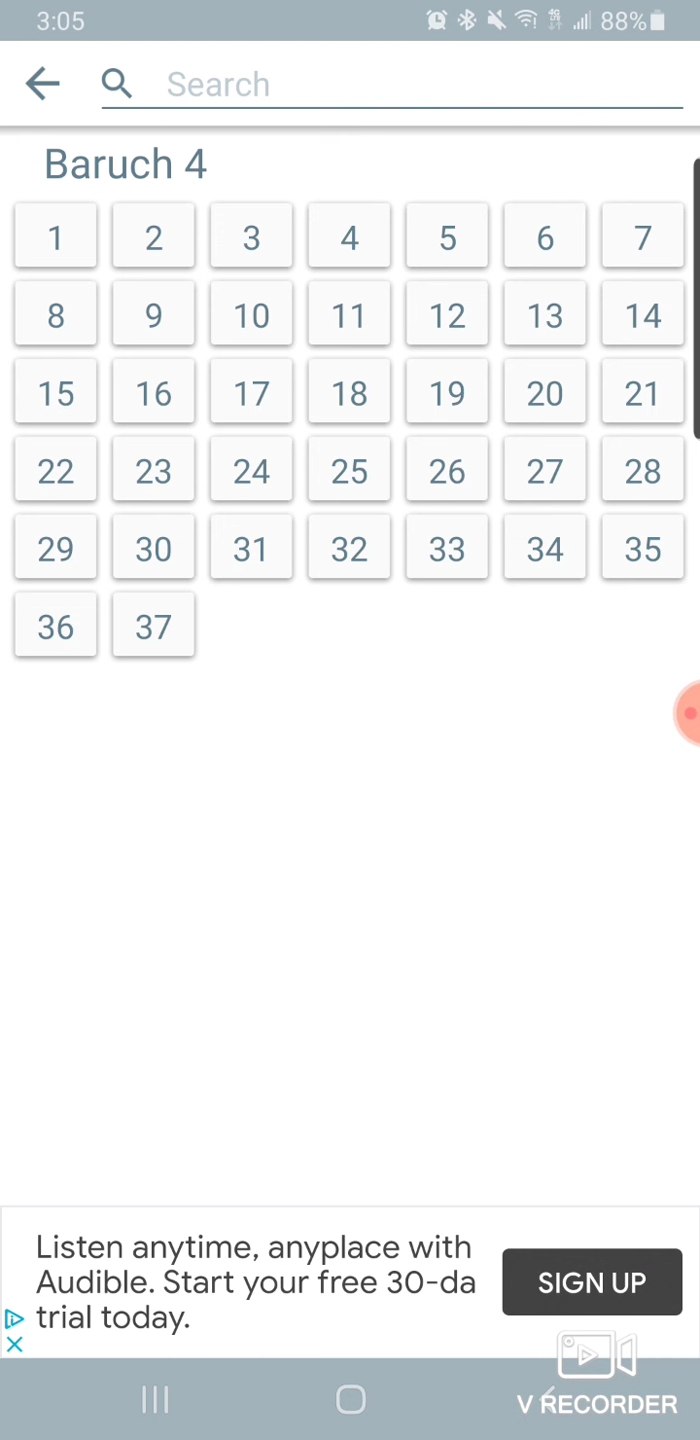 3:05
88%
Search
Baruch 4
1 2 3 4 5 6 7
8 9 10 11 12 13 14
15 16 17 18 19 20 21
22 23 24 25 26 27 28
29 30 31 32 33 34 35
36 37
Listen anytime, anyplace with
Audible. Start your free 30-da
trial today.
SIGN UP
V RECORDER